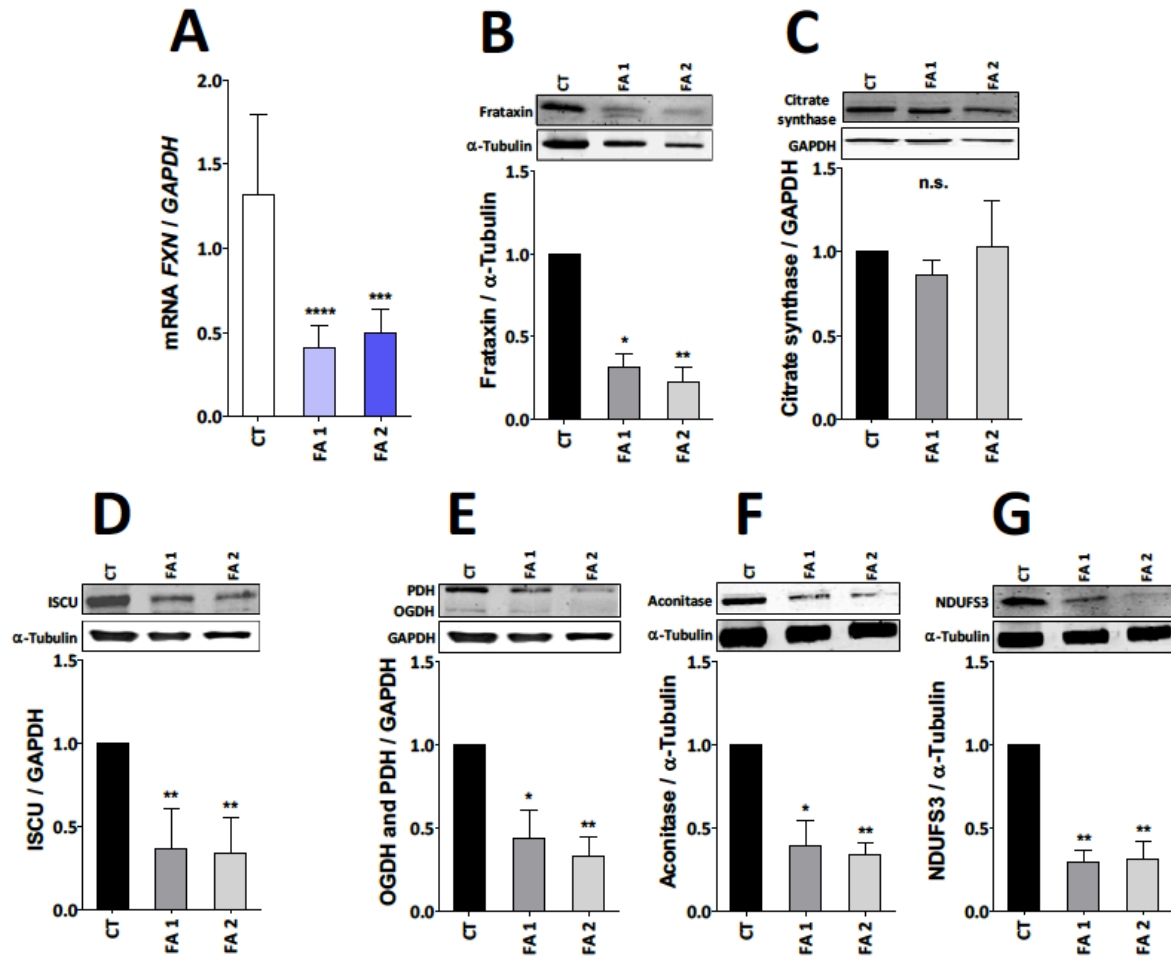 A
mRNA FXN / GAPDH
2.0
1.5
1.0
0.5
0.0
****
***
CT
FA 1
FA 2
B
CT
FA 1
FA 2
Frataxin
α-Tubulin
Frataxin / α-Tubulin
1.5
1.0
0.5
0.0
*
**
CT
FA 1
FA 2
C
CT
FA 1
FA 2
Citrate
synthase
GAPDH
Citrate synthase / GAPDH
1.5
1.0
0.5
0.0
n.s.
CT
FA 1
FA 2
D
CT
FA 1
FA 2
ISCU
α-Tubulin
ISCU / GAPDH
1.5
1.0
0.5
0.0
**
**
CT
FA 1
FA 2
E
CT
FA 1
FA 2
PDH
OGDH
GAPDH
OGDH and PDH / GAPDH
1.5
1.0
0.5
0.0
*
**
CT
FA 1
FA 2
F
CT
FA 1
FA 2
Aconitase
α-Tubulin
Aconitase / α-Tubulin
1.5
1.0
0.5
0.0
*
**
CT
FA 1
FA 2
G
CT
FA 1
FA 2
NDUFS3
α-Tubulin
NDUFS3 / α-Tubulin
1.5
1.0
0.5
0.0
**
**
CT
FA 1
FA 2